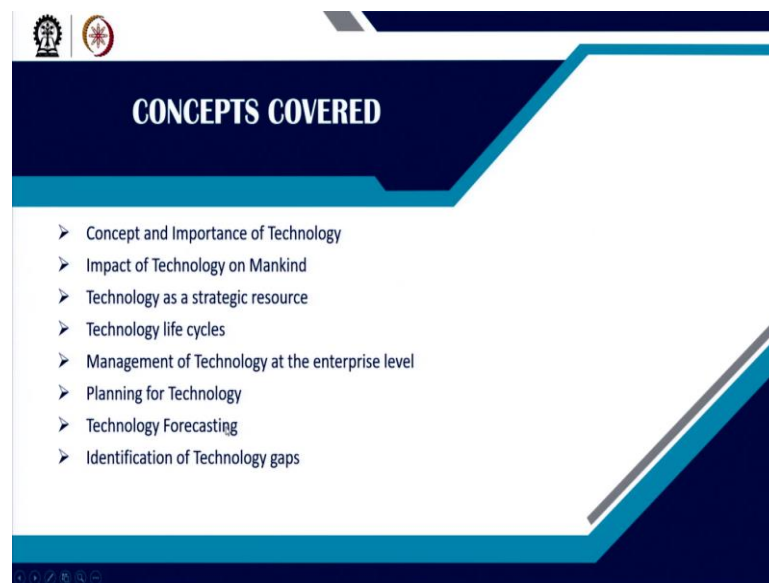 CONCEPTS COVERED
➢ Concept and Importance of Technology
➢ Impact of Technology on Mankind
➢ Technology as a strategic resource
➢ Technology life cycles
➢ Management of Technology at the enterprise level
➢ Planning for Technology
➢ Technology Forecasting
➢ Identification of Technology gaps